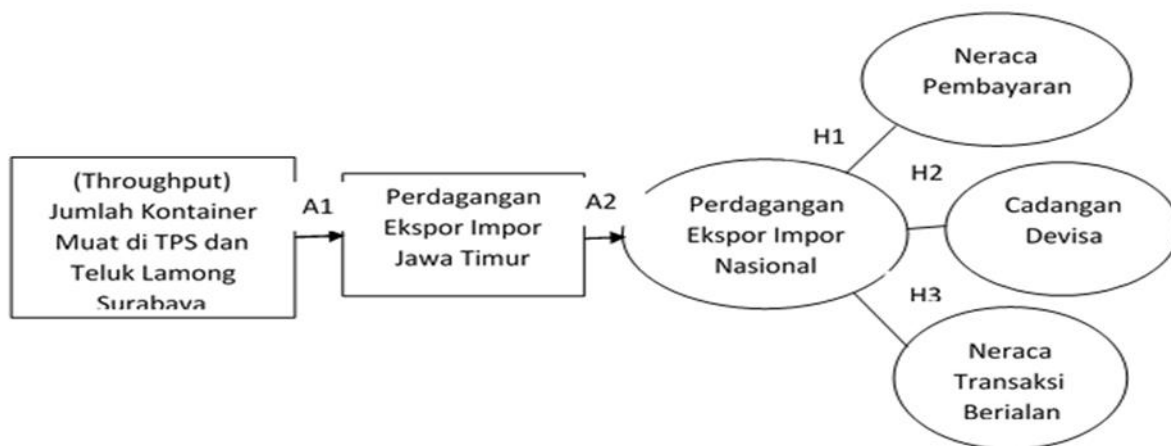 (Throughput)
Jumlah Kontainer
Muat di TPS dan
Teluk Lamong
Surabaya
A1
Perdagangan
Ekspor Impor
Jawa Timur
A2
Perdagangan
Ekspor Impor
Nasional
H1
Neraca
Pembayaran
H2
Cadangan
Devisa
H3
Neraca
Transaksi
Berjalan